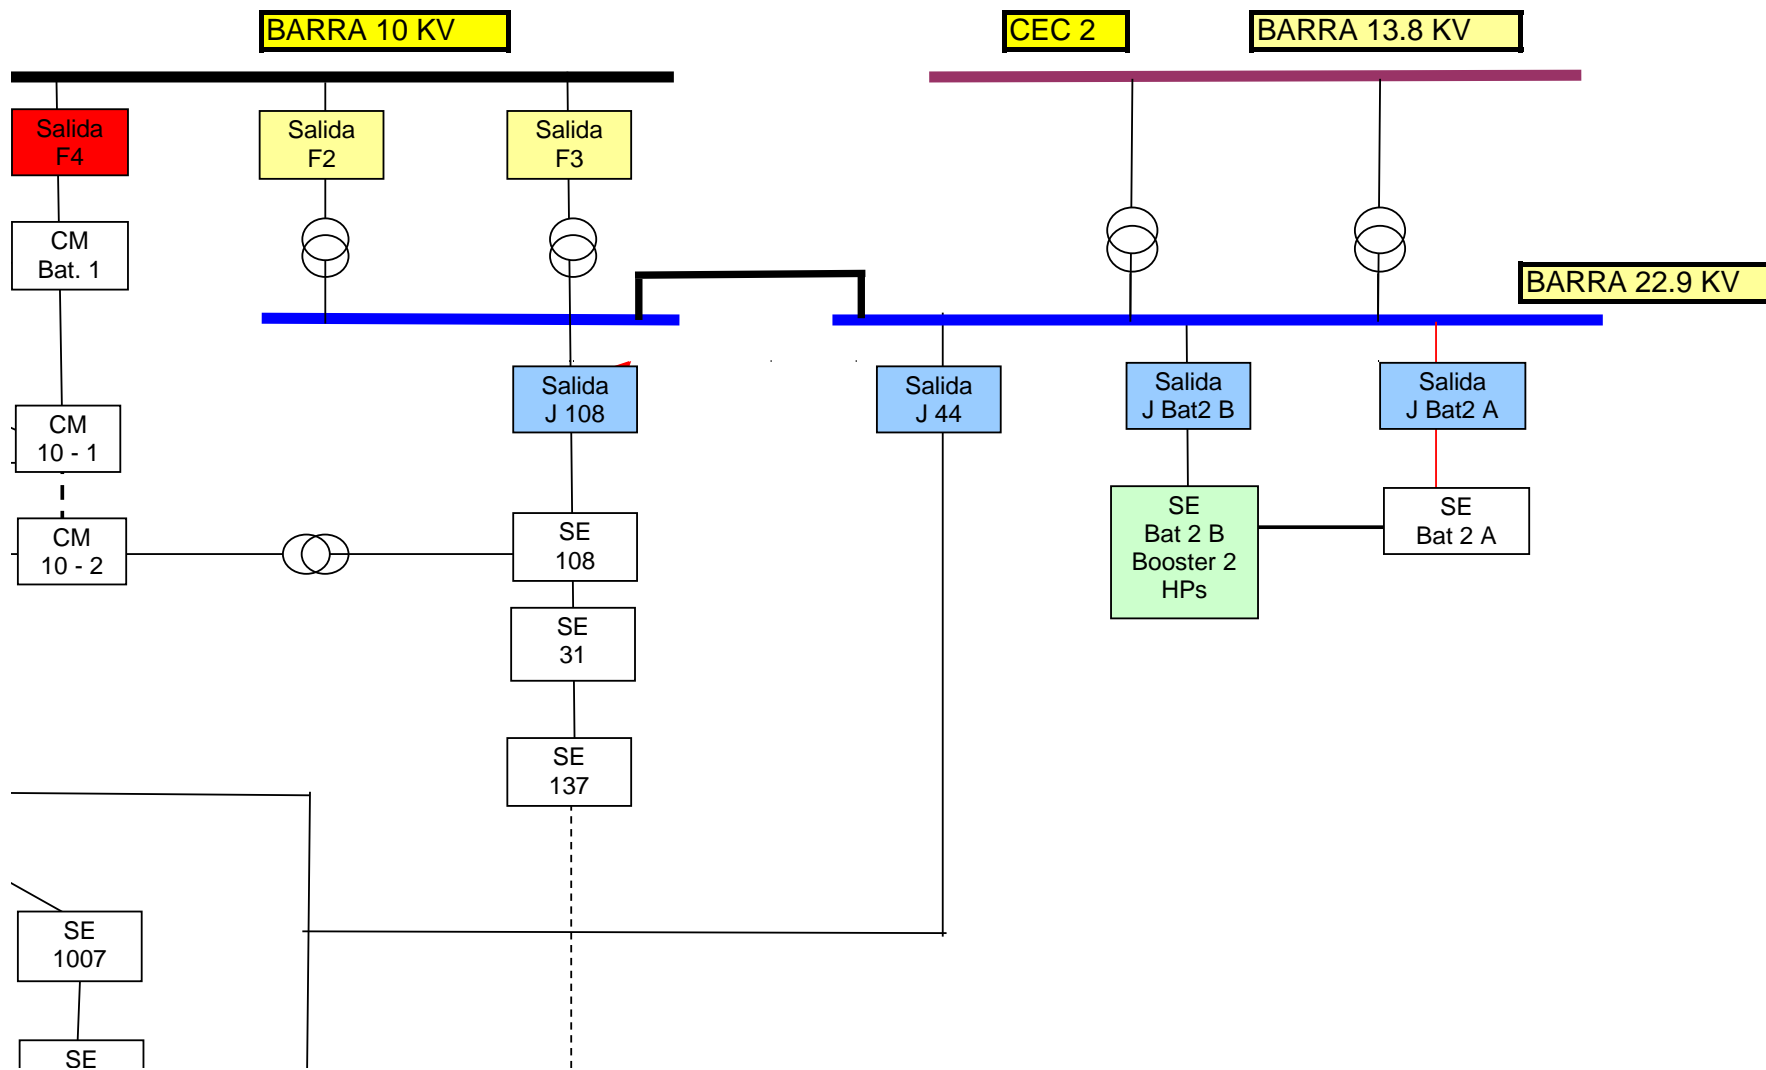 BARRA 10 KV
CEC 2
BARRA 13.8 KV
Salida
F4
Salida
F2
Salida
F3
CM
Bat. 1
BARRA 22.9 KV
Salida
J 108
Salida
J 44
Salida
J Bat2 B
Salida
J Bat2 A
CM
10 - 1
CM
10 - 2
SE
108
SE
Bat 2 B
Booster 2
HPs
SE
Bat 2 A
SE
31
SE
137
SE
1007
SE